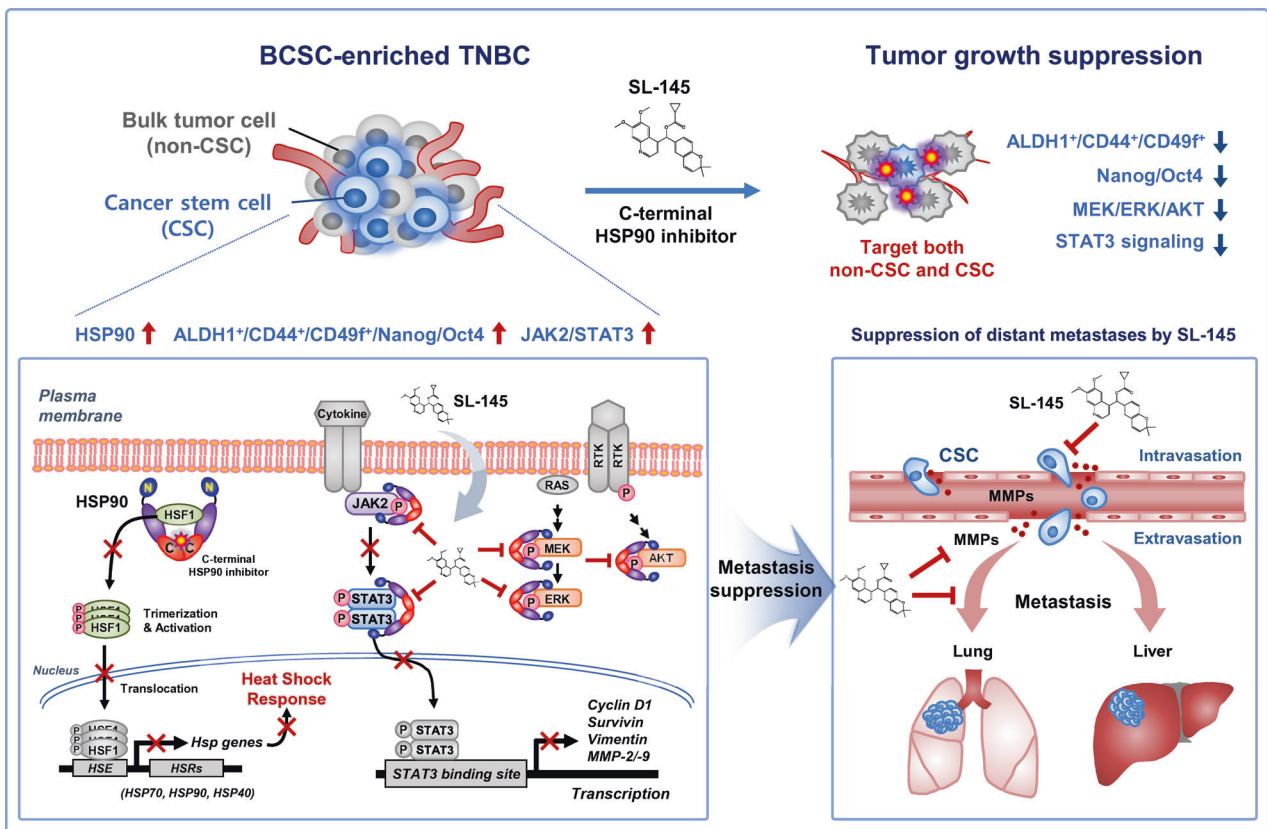 BCSC-enriched TNBC
Bulk tumor cell
(non-CSC)
Cancer stem cell
(CSC)
SL-145
C-terminal
HSP90 inhibitor
Tumor growth suppression
Target both
non-CSC and CSC
ALDH1⁺/CD44⁺/CD49f⁺
Nanog/Oct4
MEK/ERK/AKT
STAT3 signaling
HSP90
ALDH1⁺/CD44⁺/CD49f⁺/Nanog/Oct4
JAK2/STAT3
Plasma
membrane
Cytokine
SL-145
RTK
RTK
P
RAS
HSP90
N
N
HSF1
C
C
C-terminal
HSP90 inhibitor
JAK2
P
P
MEK
P
AKT
P
ERK
P
STAT3
P
STAT3
P
P
P
HSF1
HSF1
HSF1
Trimerization
& Activation
Nucleus
Translocation
Heat Shock
Response
P
P
P
HSF1
HSF1
HSF1
Hsp genes
HSE
HSRs
(HSP70, HSP90, HSP40)
P
STAT3
P
STAT3
STAT3 binding site
Cyclin D1
Survivin
Vimentin
MMP-2/-9
Transcription
Metastasis
suppression
Suppression of distant metastases by SL-145
SL-145
CSC
Intravasation
MMPs
MMPs
Extravasation
Metastasis
Lung
Liver